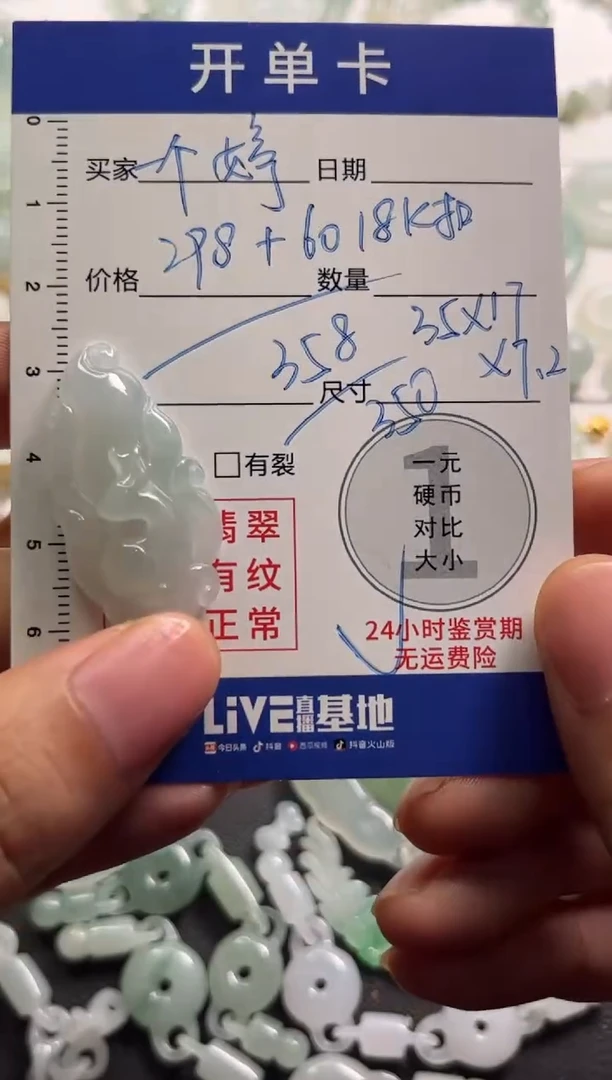 开单卡
买家 个婷 日期
298+60 18K扣
价格 数量
358 35×17
×7.2
尺寸
350
有裂
一元
硬币
对比
大小
翡翠
有纹
正常
24小时鉴赏期
无运费险
LiVE直播基地
今日头条 抖音 西瓜视频 抖音火山版
0
1
2
3
4
5
6
1